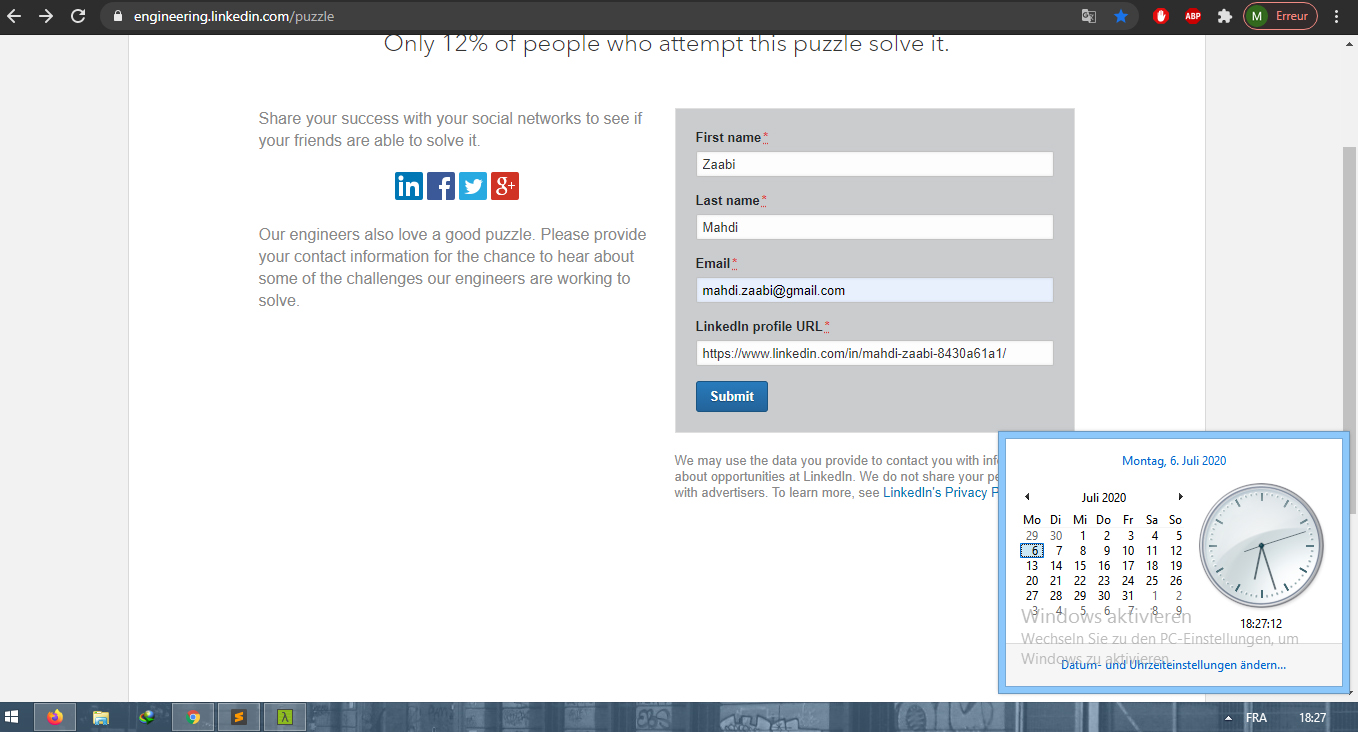 engineering.linkedin.com/puzzle
ABP
M
Erreur
Only 12% of people who attempt this puzzle solve it.
Share your success with your social networks to see if
your friends are able to solve it.
in f g+
Our engineers also love a good puzzle. Please provide
your contact information for the chance to hear about
some of the challenges our engineers are working to
solve.
First name*
Zaabi
Last name*
Mahdi
Email*
mahdi.zaabi@gmail.com
LinkedIn profile URL*
https://www.linkedin.com/in/mahdi-zaabi-8430a61a1/
Submit
We may use the data you provide to contact you with
about opportunities at LinkedIn. We do not share your
with advertisers. To learn more, see LinkedIn's Privacy
Montag, 6. Juli 2020
Juli 2020
Mo Di Mi Do Fr Sa So
29 30 1 2 3 4 5
6 7 8 9 10 11 12
13 14 15 16 17 18 19
20 21 22 23 24 25 26
27 28 29 30 31 1 2
3 4 5 6 7 8 9
18:27:12
Windows aktivieren
Wechseln Sie zu den PC-Einstellungen, um
Windows zu aktivieren.
Datum- und Uhrzeiteinstellungen ändern...
FRA
18:27